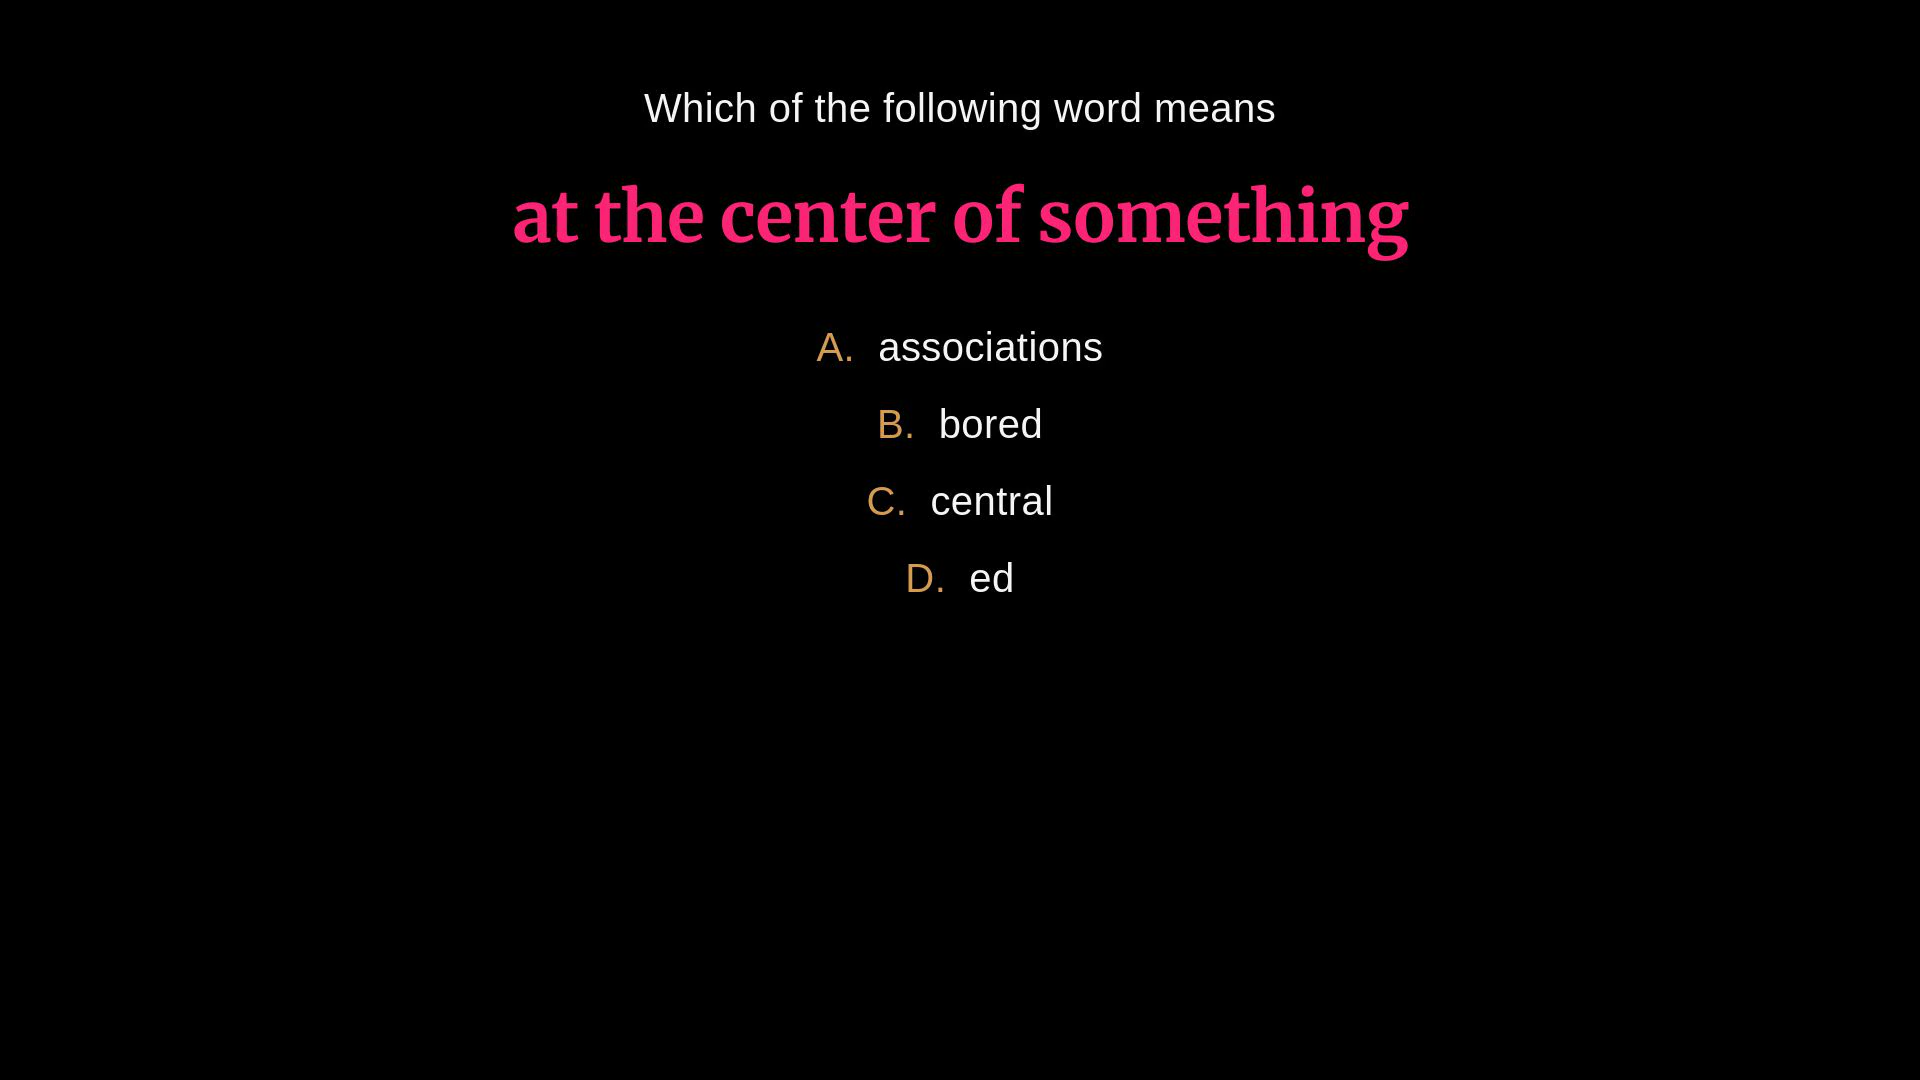 Which of the following word means
at the center of something
A. associations
B. bored
C. central
D. ed